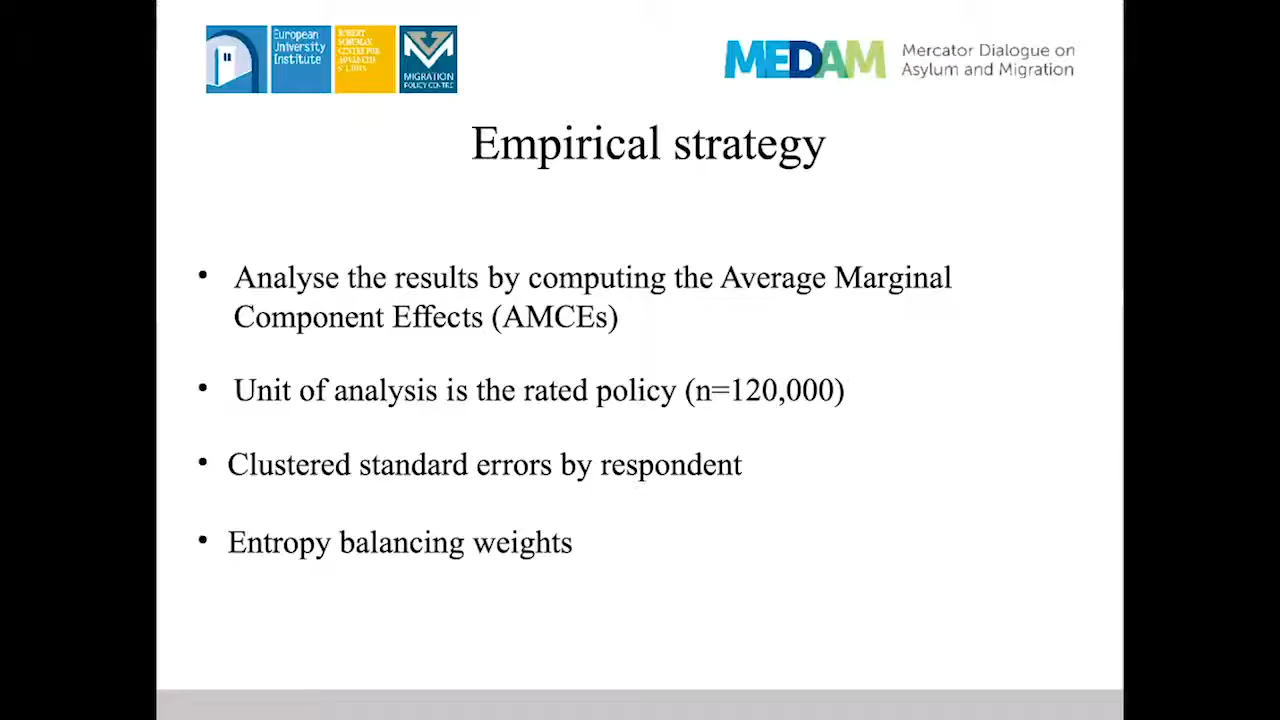 European
University
Institute
ROBERT
SCHUMAN
CENTRE FOR
ADVANCED
STUDIES
MIGRATION
POLICY CENTRE
MEDAM
Mercator Dialogue on
Asylum and Migration
Empirical strategy
• Analyse the results by computing the Average Marginal
Component Effects (AMCEs)
• Unit of analysis is the rated policy (n=120,000)
• Clustered standard errors by respondent
• Entropy balancing weights